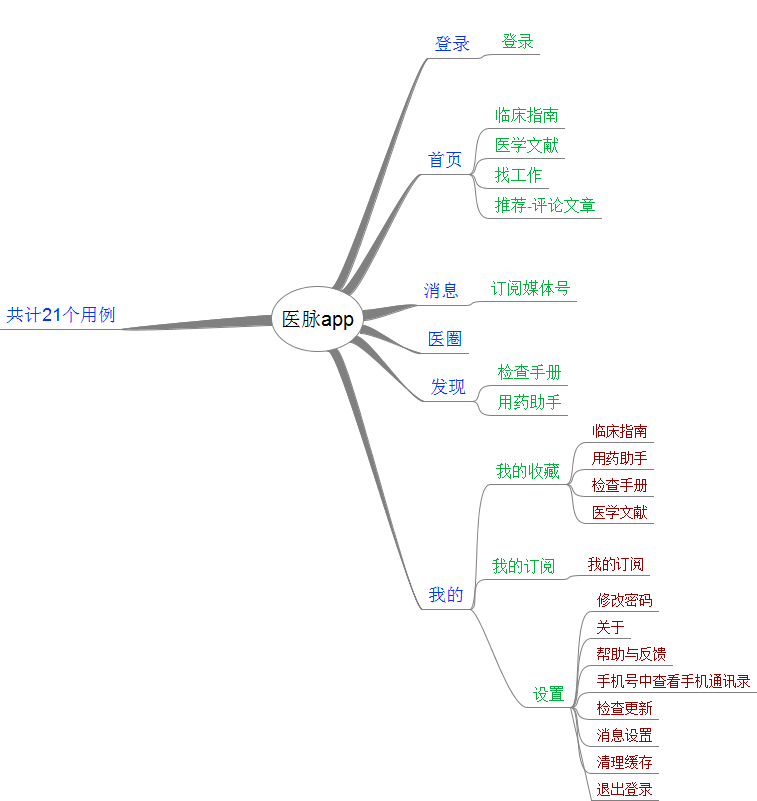 共计21个用例
医脉app
登录
登录
首页
临床指南
医学文献
找工作
推荐-评论文章
消息
订阅媒体号
医圈
发现
检查手册
用药助手
我的
我的收藏
临床指南
用药助手
检查手册
医学文献
我的订阅
我的订阅
设置
修改密码
关于
帮助与反馈
手机号中查看手机通讯录
检查更新
消息设置
清理缓存
退出登录